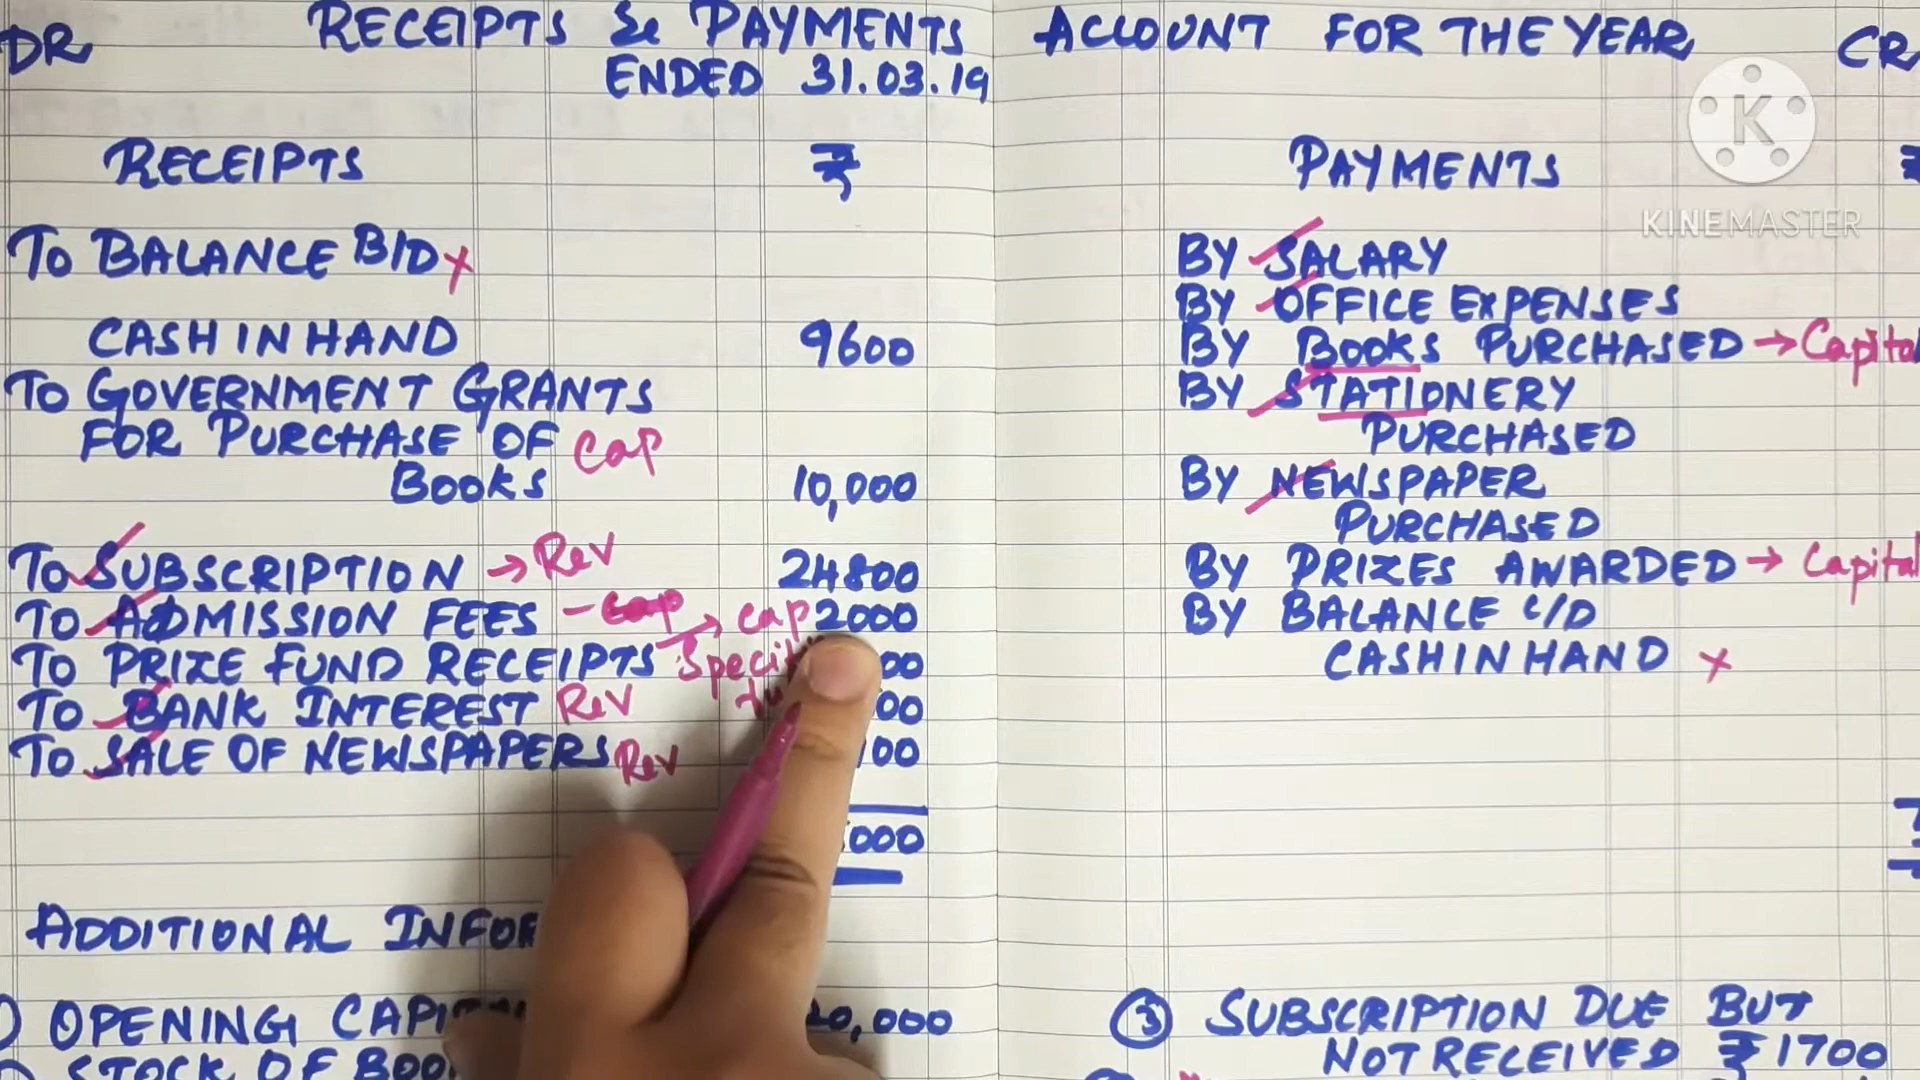 DR RECEIPTS & PAYMENTS ACCOUNT FOR THE YEAR CR
ENDED 31.03.19
K
KINEMASTER
RECEIPTS ₹
TO BALANCE B/D x
CASH IN HAND 9600
TO GOVERNMENT GRANTS
FOR PURCHASE OF Cap
BOOKS 10,000
TO SUBSCRIPTION → Rev 24800
TO ADMISSION FEES - cap 2000
TO PRIZE FUND RECEIPTS → cap
TO BANK INTEREST Rev
TO SALE OF NEWSPAPERS Rev
ADDITIONAL
OPENING
STOCK OF
PAYMENTS ₹
BY SALARY
BY OFFICE EXPENSES
BY BOOKS PURCHASED → Capital
BY STATIONERY
PURCHASED
BY NEWSPAPER
PURCHASED
BY PRIZES AWARDED → Capital
BY BALANCE C/D
CASH IN HAND x
③ SUBSCRIPTION DUE BUT
NOT RECEIVED ₹ 1700